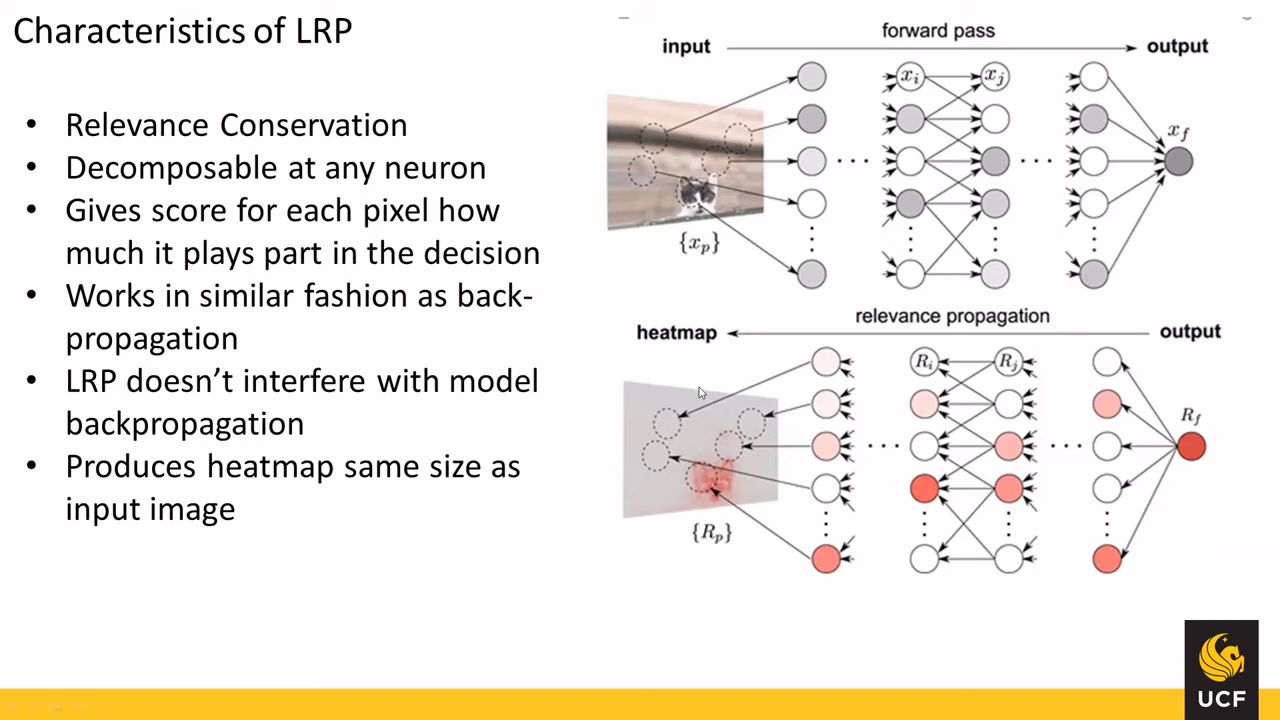 Characteristics of LRP
• Relevance Conservation
• Decomposable at any neuron
• Gives score for each pixel how
much it plays part in the decision
• Works in similar fashion as back-
propagation
• LRP doesn’t interfere with model
backpropagation
• Produces heatmap same size as
input image
forward pass
input
output
x_i
x_j
x_f
{x_p}
relevance propagation
heatmap
output
R_i
R_j
R_f
{R_p}
UCF